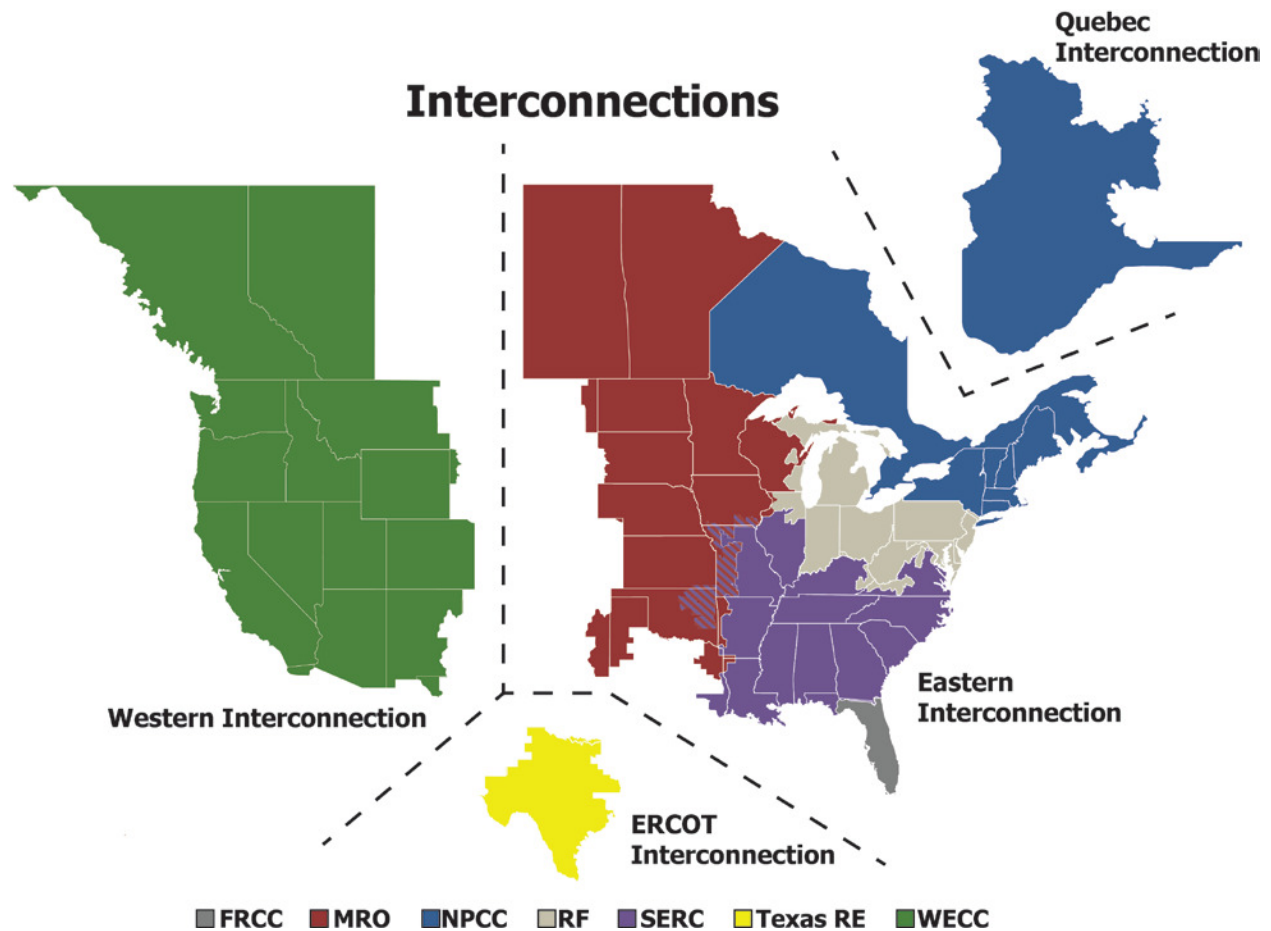 Quebec
Interconnection
Interconnections
Western Interconnection
Eastern
Interconnection
ERCOT
Interconnection
FRCC MRO NPCC RF SERC Texas RE WECC